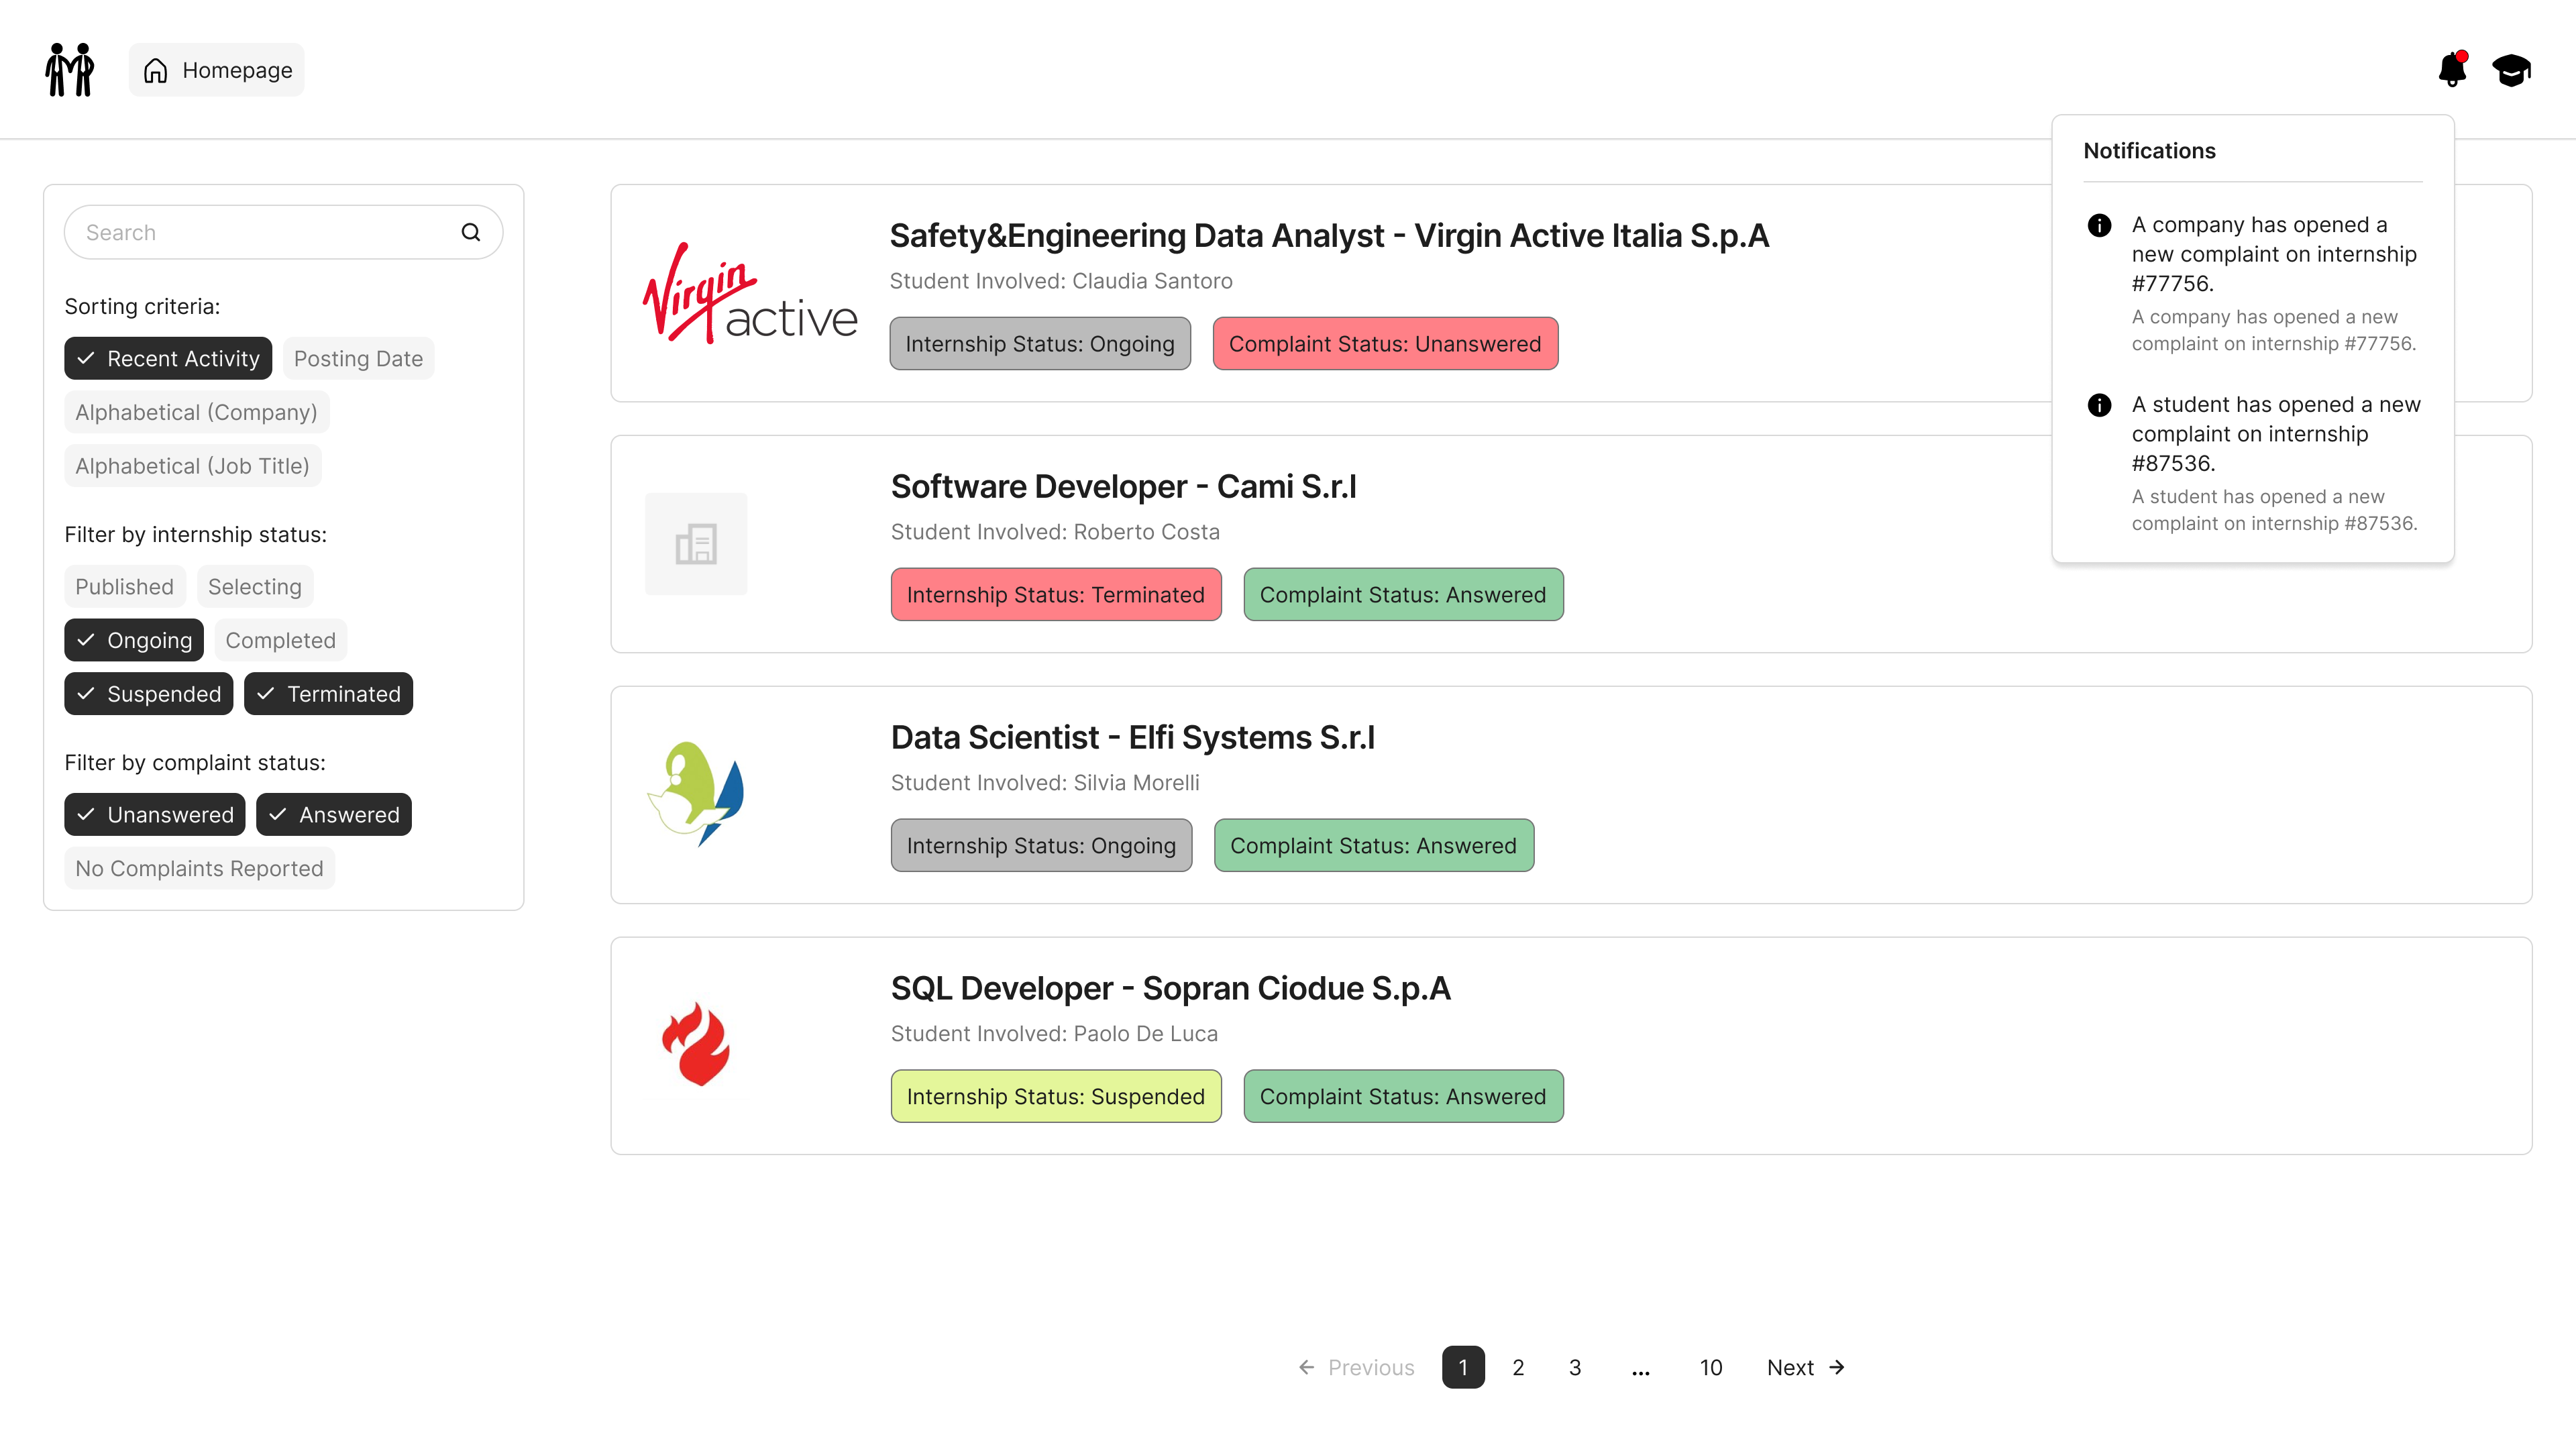 Homepage
Search
Sorting criteria:
Recent Activity
Posting Date
Alphabetical (Company)
Alphabetical (Job Title)
Filter by internship status:
Published
Selecting
Ongoing
Completed
Suspended
Terminated
Filter by complaint status:
Unanswered
Answered
No Complaints Reported
Virgin
active
Safety&Engineering Data Analyst - Virgin Active Italia S.p.A
Student Involved: Claudia Santoro
Internship Status: Ongoing
Complaint Status: Unanswered
Software Developer - Cami S.r.l
Student Involved: Roberto Costa
Internship Status: Terminated
Complaint Status: Answered
Data Scientist - Elfi Systems S.r.l
Student Involved: Silvia Morelli
Internship Status: Ongoing
Complaint Status: Answered
SQL Developer - Sopran Ciodue S.p.A
Student Involved: Paolo De Luca
Internship Status: Suspended
Complaint Status: Answered
Notifications
A company has opened a
new complaint on internship
#77756.
A company has opened a new
complaint on internship #77756.
A student has opened a new
complaint on internship
#87536.
A student has opened a new
complaint on internship #87536.
← Previous 1 2 3 ... 10 Next →